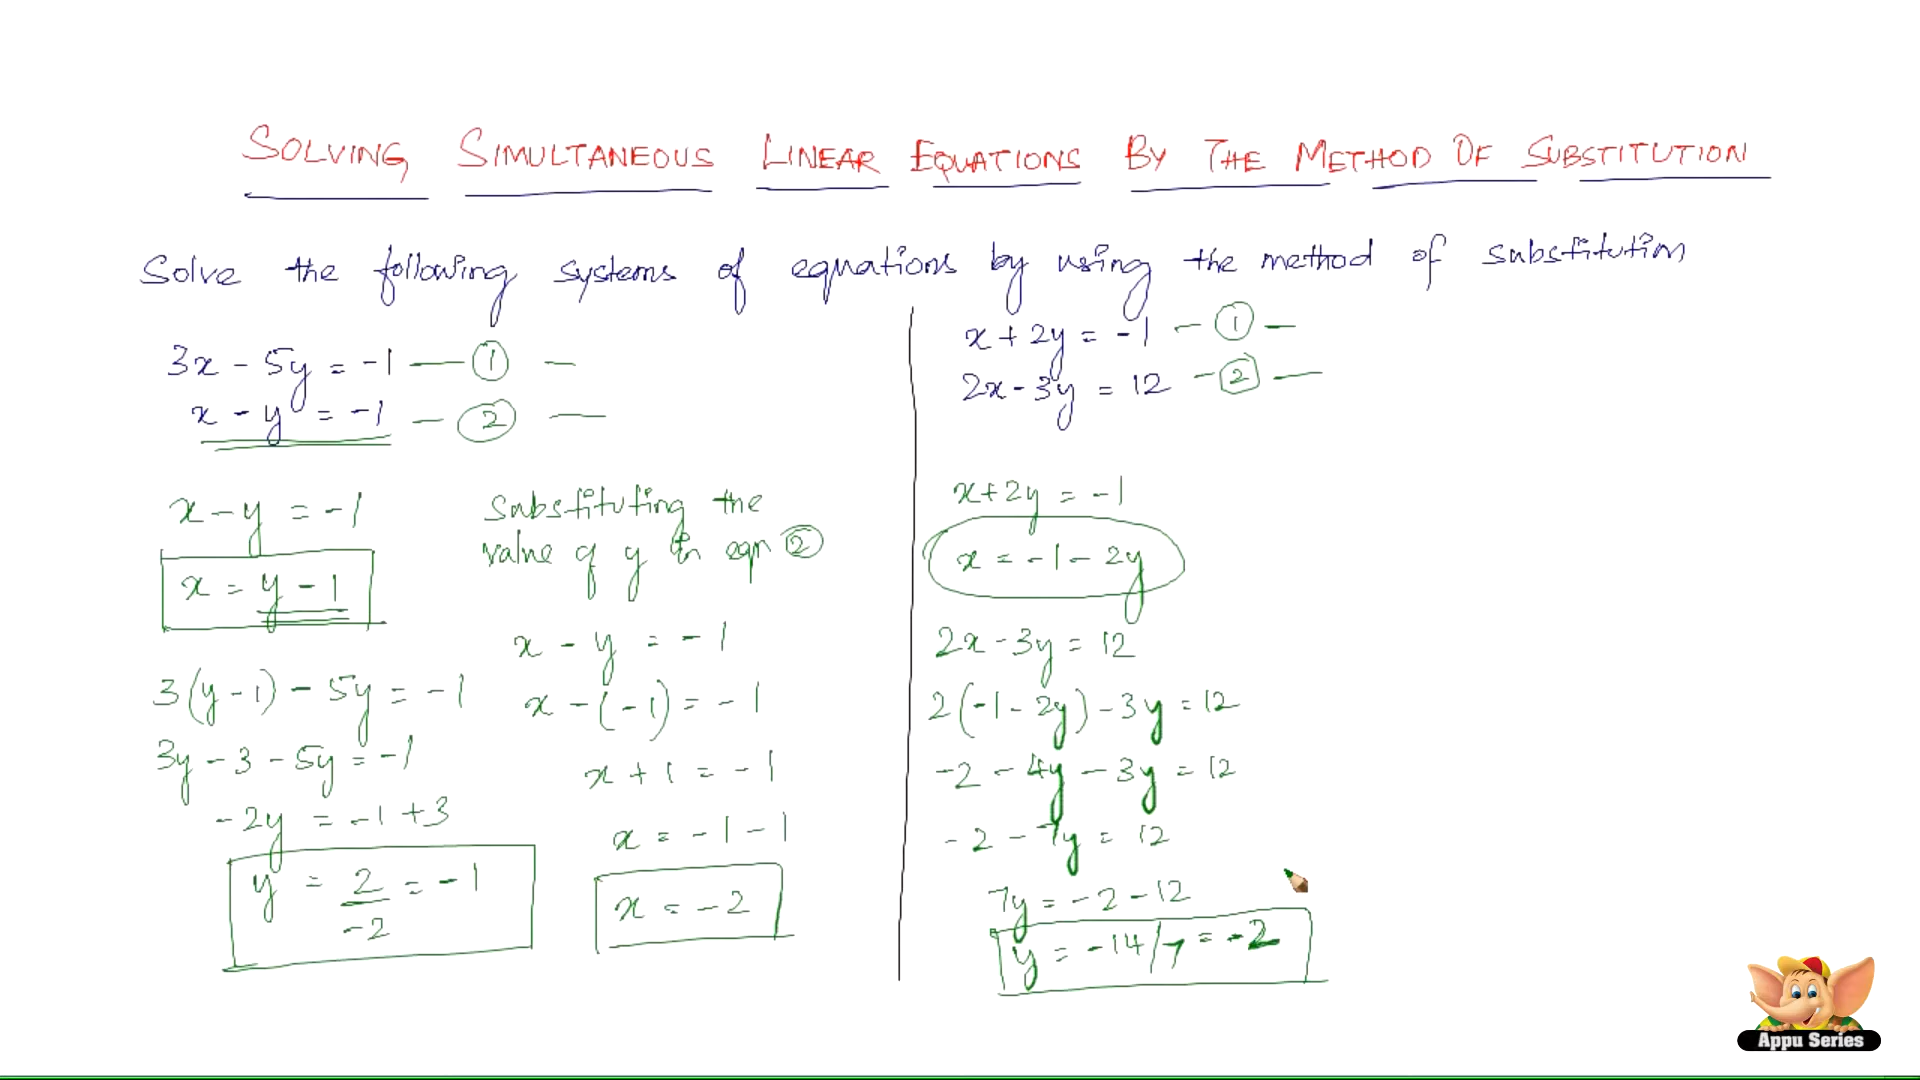 SOLVING SIMULTANEOUS LINEAR EQUATIONS BY THE METHOD OF SUBSTITUTION
Solve the following systems of equations by using the method of substitution
3x - 5y = -1 — ① —
x - y = -1 — ② —
x - y = -1
x = y - 1
3(y - 1) - 5y = -1
3y - 3 - 5y = -1
-2y = -1 + 3
y = 2/-2 = -1
Substituting the
value of y in eqn ②
x - y = -1
x - (-1) = -1
x + 1 = -1
x = -1 - 1
x = -2
x + 2y = -1 — ① —
2x - 3y = 12 — ② —
x + 2y = -1
x = -1 - 2y
2x - 3y = 12
2(-1 - 2y) - 3y = 12
-2 - 4y - 3y = 12
-2 - 7y = 12
7y = -2 - 12
y = -14/7 = -2
Appu Series